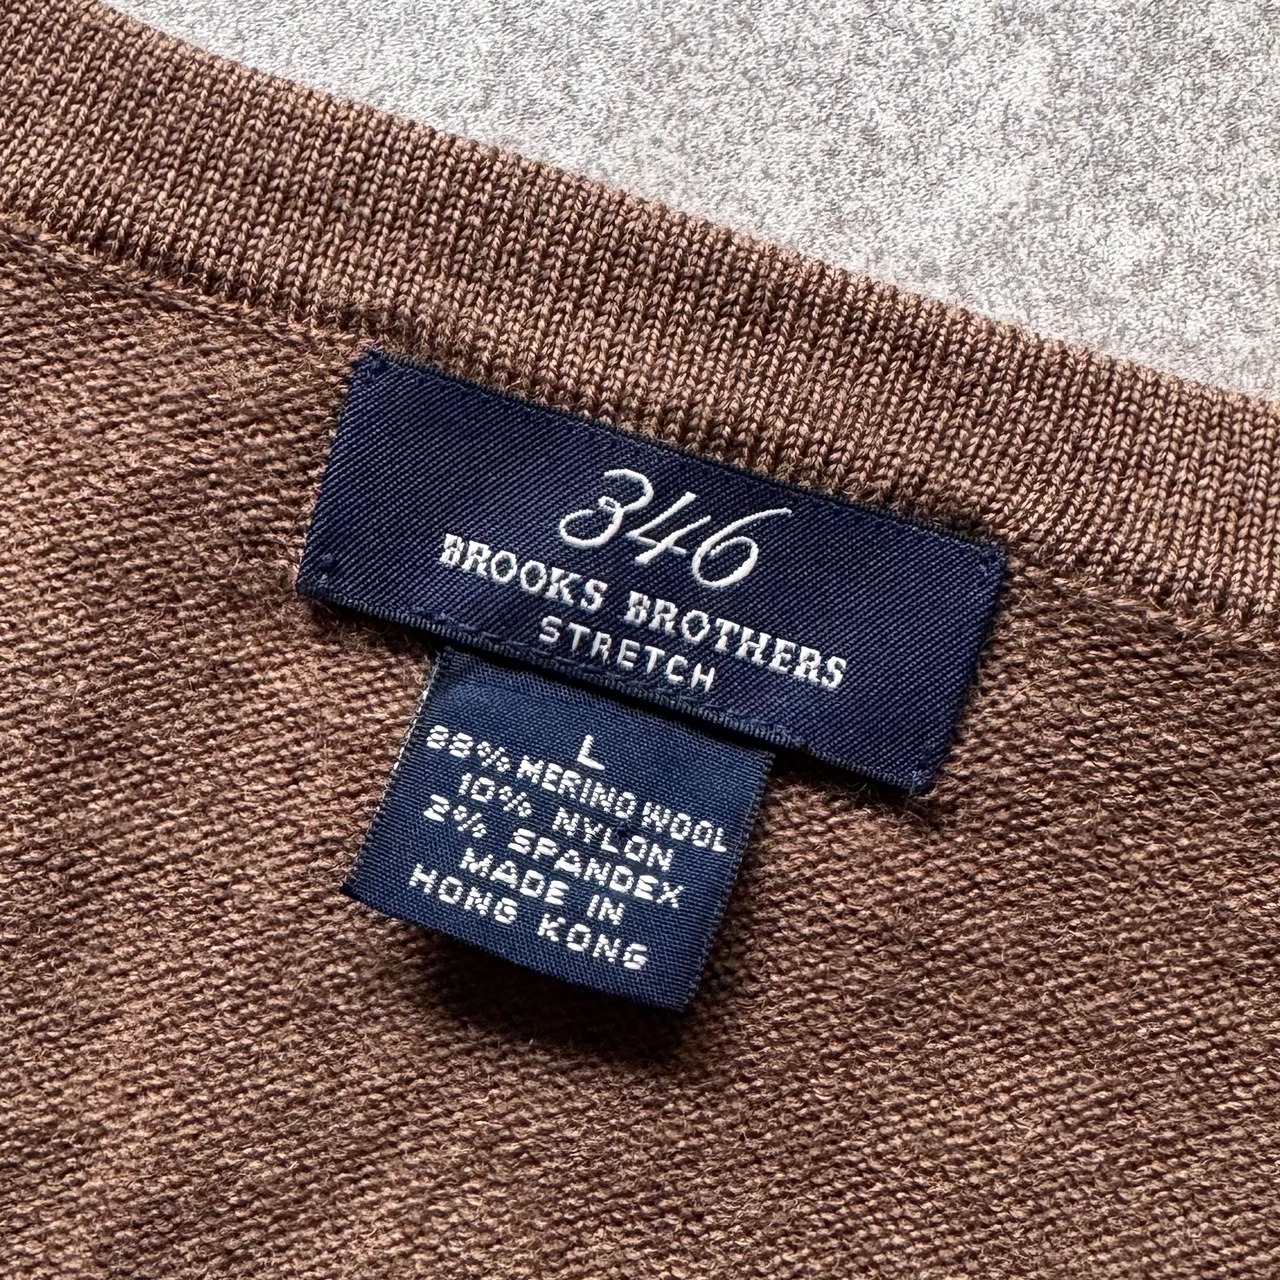 346
BROOKS BROTHERS
STRETCH
L
88% MERINO WOOL
10% NYLON
2% SPANDEX
MADE IN
HONG KONG